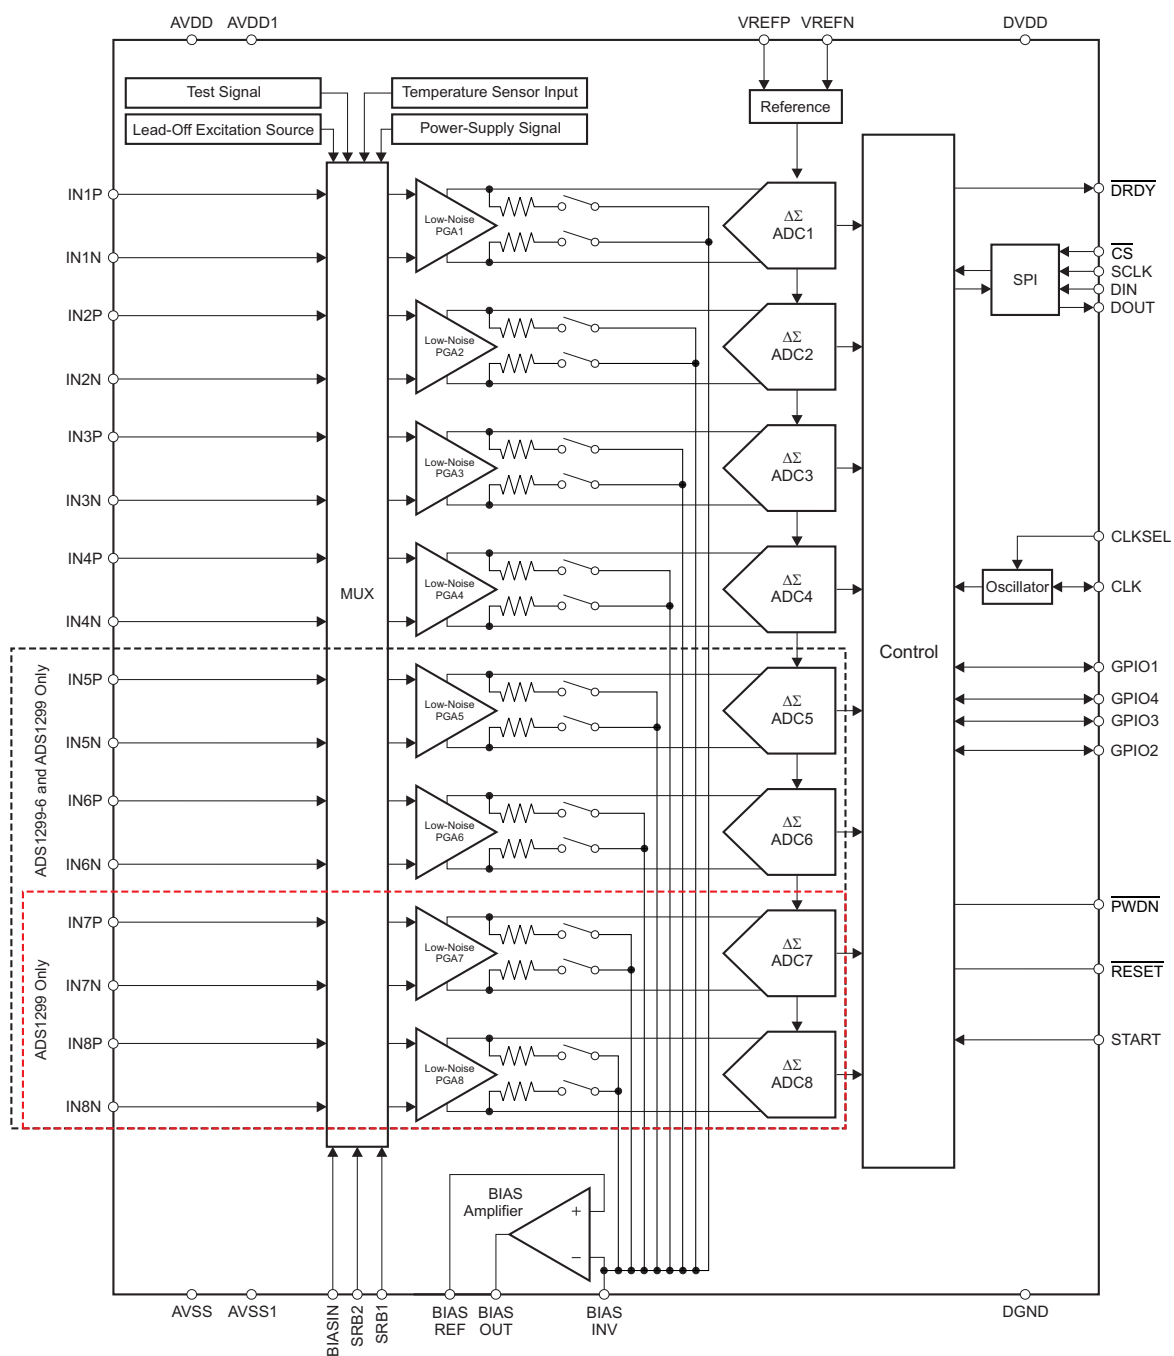 AVDD AVDD1 VREFP VREFN DVDD
Test Signal
Temperature Sensor Input
Lead-Off Excitation Source
Power-Supply Signal
Reference
IN1P
IN1N
Low-Noise
PGA1
ΔΣ
ADC1
DRDY
CS
SCLK
DIN
DOUT
SPI
IN2P
IN2N
Low-Noise
PGA2
ΔΣ
ADC2
IN3P
IN3N
Low-Noise
PGA3
ΔΣ
ADC3
IN4P
IN4N
MUX
Low-Noise
PGA4
ΔΣ
ADC4
CLKSEL
Oscillator
CLK
Control
ADS1299-6 and ADS1299 Only
IN5P
IN5N
Low-Noise
PGA5
ΔΣ
ADC5
GPIO1
GPIO4
GPIO3
GPIO2
IN6P
IN6N
Low-Noise
PGA6
ΔΣ
ADC6
ADS1299 Only
IN7P
IN7N
Low-Noise
PGA7
ΔΣ
ADC7
PWDN
RESET
IN8P
IN8N
Low-Noise
PGA8
ΔΣ
ADC8
START
BIAS
Amplifier
+
−
AVSS AVSS1
BIASIN
SRB2
SRB1
BIAS
REF
BIAS
OUT
BIAS
INV
DGND